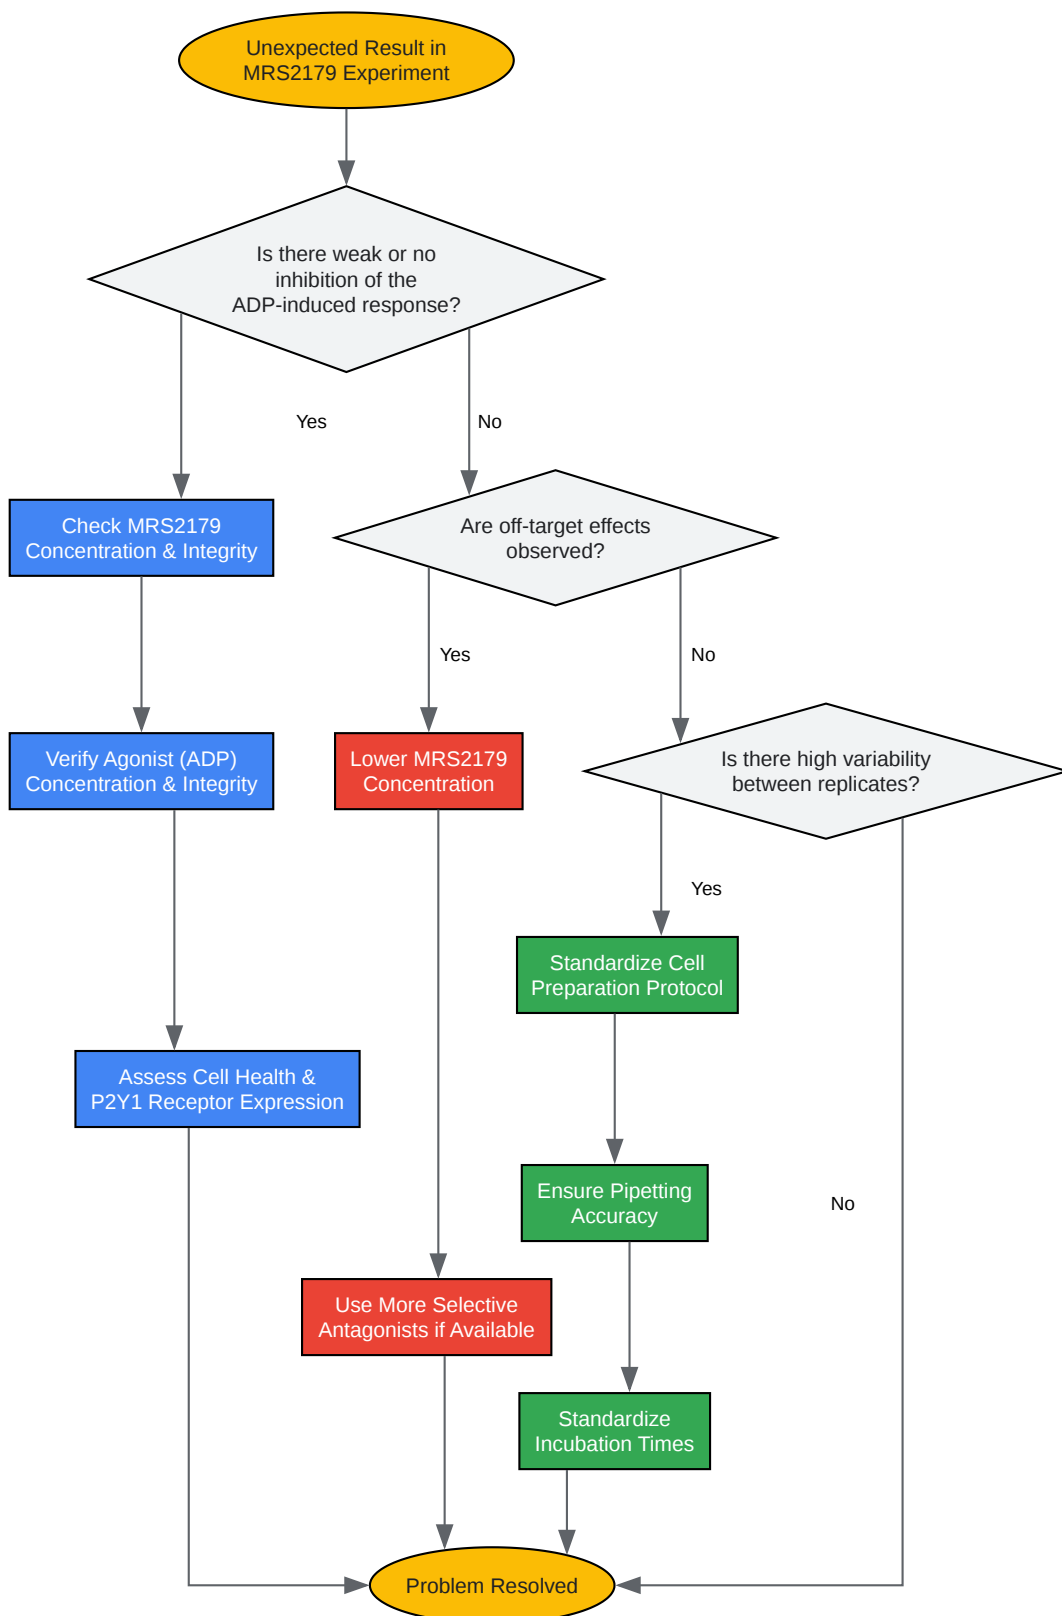 Unexpected Result in
MRS2179 Experiment
Is there weak or no
inhibition of the
ADP-induced response?
Yes
No
Check MRS2179
Concentration & Integrity
Are off-target effects
observed?
Yes
No
Verify Agonist (ADP)
Concentration & Integrity
Lower MRS2179
Concentration
Is there high variability
between replicates?
Yes
Standardize Cell
Preparation Protocol
Assess Cell Health &
P2Y1 Receptor Expression
Ensure Pipetting
Accuracy
No
Use More Selective
Antagonists if Available
Standardize
Incubation Times
Problem Resolved